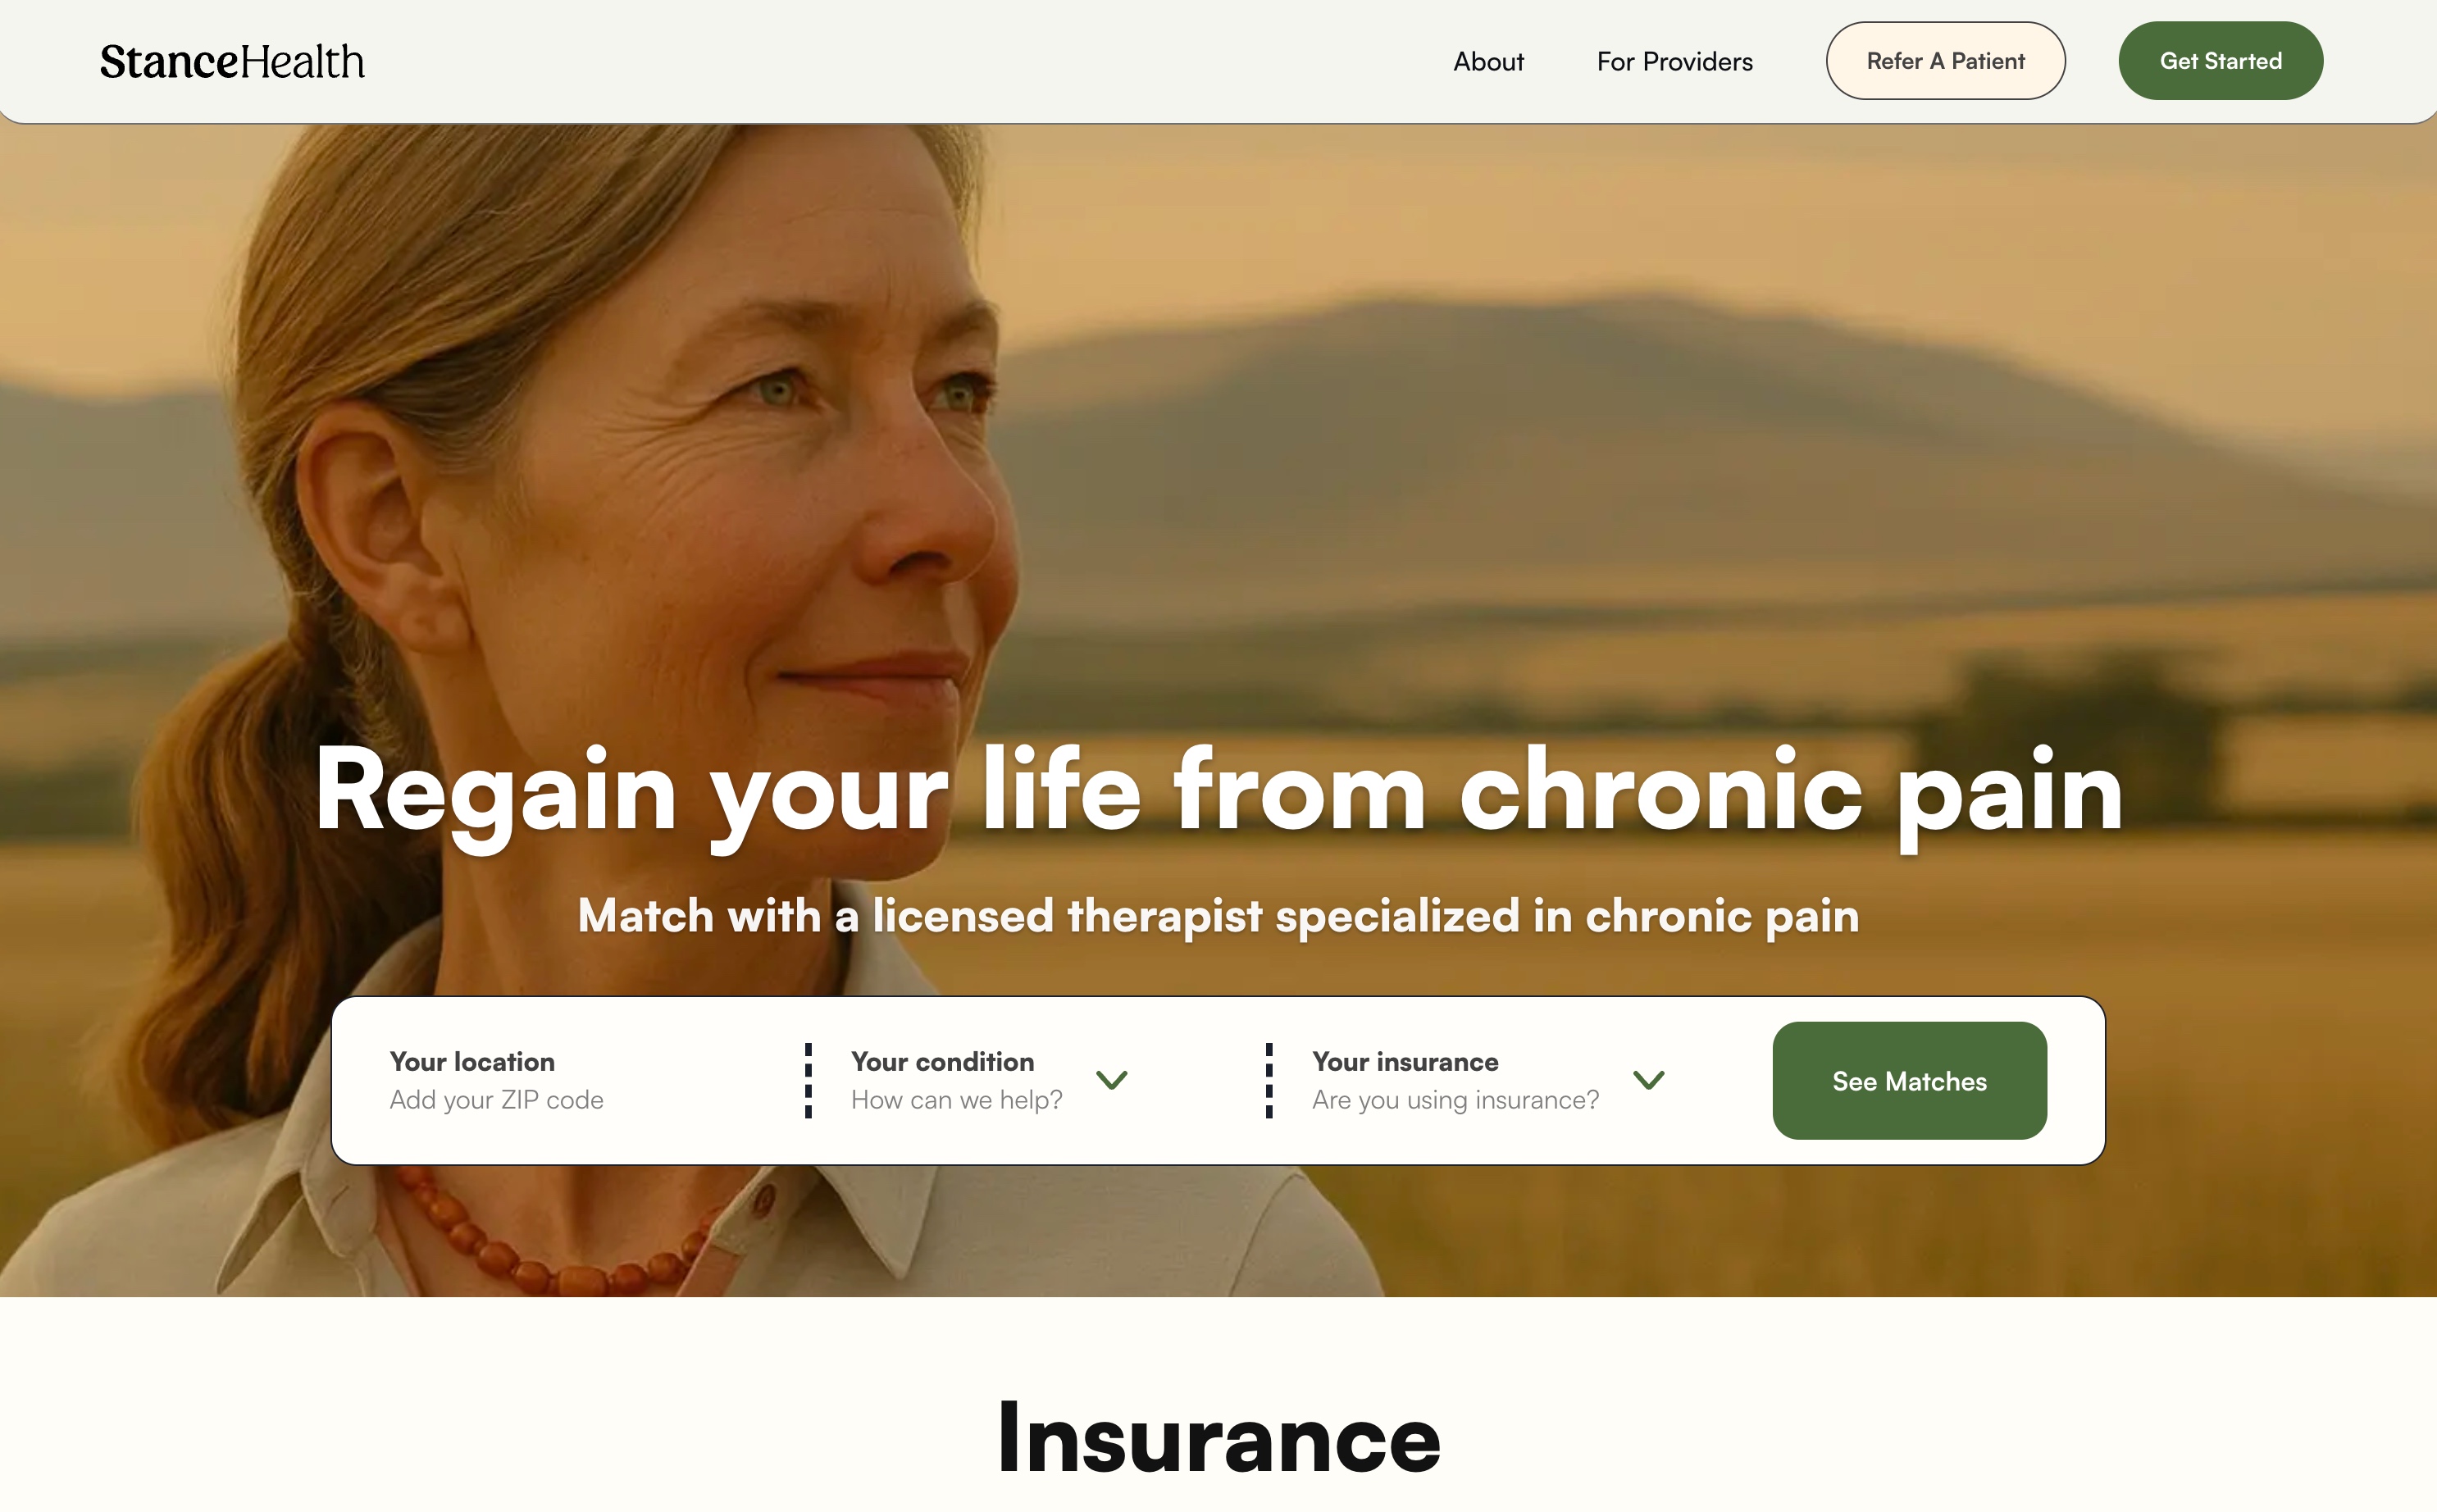 StanceHealth
About
For Providers
Refer A Patient
Get Started
Regain your life from chronic pain
Match with a licensed therapist specialized in chronic pain
Your location
Add your ZIP code
Your condition
How can we help?
Your insurance
Are you using insurance?
See Matches
Insurance